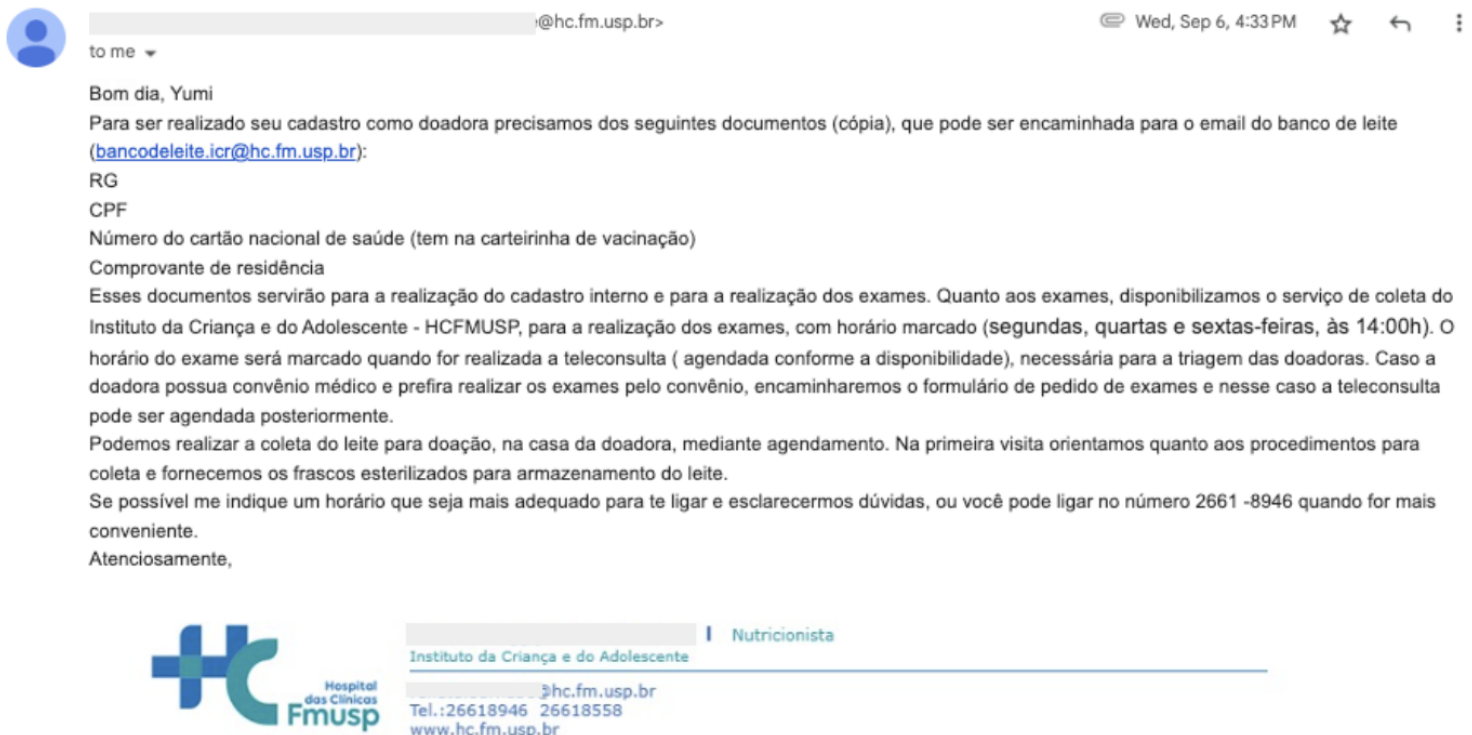 @hc.fm.usp.br>
Wed, Sep 6, 4:33 PM
to me
Bom dia, Yumi
Para ser realizado seu cadastro como doadora precisamos dos seguintes documentos (cópia), que pode ser encaminhada para o email do banco de leite
(bancodeleite.icr@hc.fm.usp.br):
RG
CPF
Número do cartão nacional de saúde (tem na carteirinha de vacinação)
Comprovante de residência
Esses documentos servirão para a realização do cadastro interno e para a realização dos exames. Quanto aos exames, disponibilizamos o serviço de coleta do
Instituto da Criança e do Adolescente - HCFMUSP, para a realização dos exames, com horário marcado (segundas, quartas e sextas-feiras, às 14:00h). O
horário do exame será marcado quando for realizada a teleconsulta ( agendada conforme a disponibilidade), necessária para a triagem das doadoras. Caso a
doadora possua convênio médico e prefira realizar os exames pelo convênio, encaminharemos o formulário de pedido de exames e nesse caso a teleconsulta
pode ser agendada posteriormente.
Podemos realizar a coleta do leite para doação, na casa da doadora, mediante agendamento. Na primeira visita orientamos quanto aos procedimentos para
coleta e fornecemos os frascos esterilizados para armazenamento do leite.
Se possível me indique um horário que seja mais adequado para te ligar e esclarecermos dúvidas, ou você pode ligar no número 2661 -8946 quando for mais
conveniente.
Atenciosamente,
HC
Hospital
das Clínicas
Fmusp
| Nutricionista
Instituto da Criança e do Adolescente
@hc.fm.usp.br
Tel.:26618946 26618558
www.hc.fm.usp.br